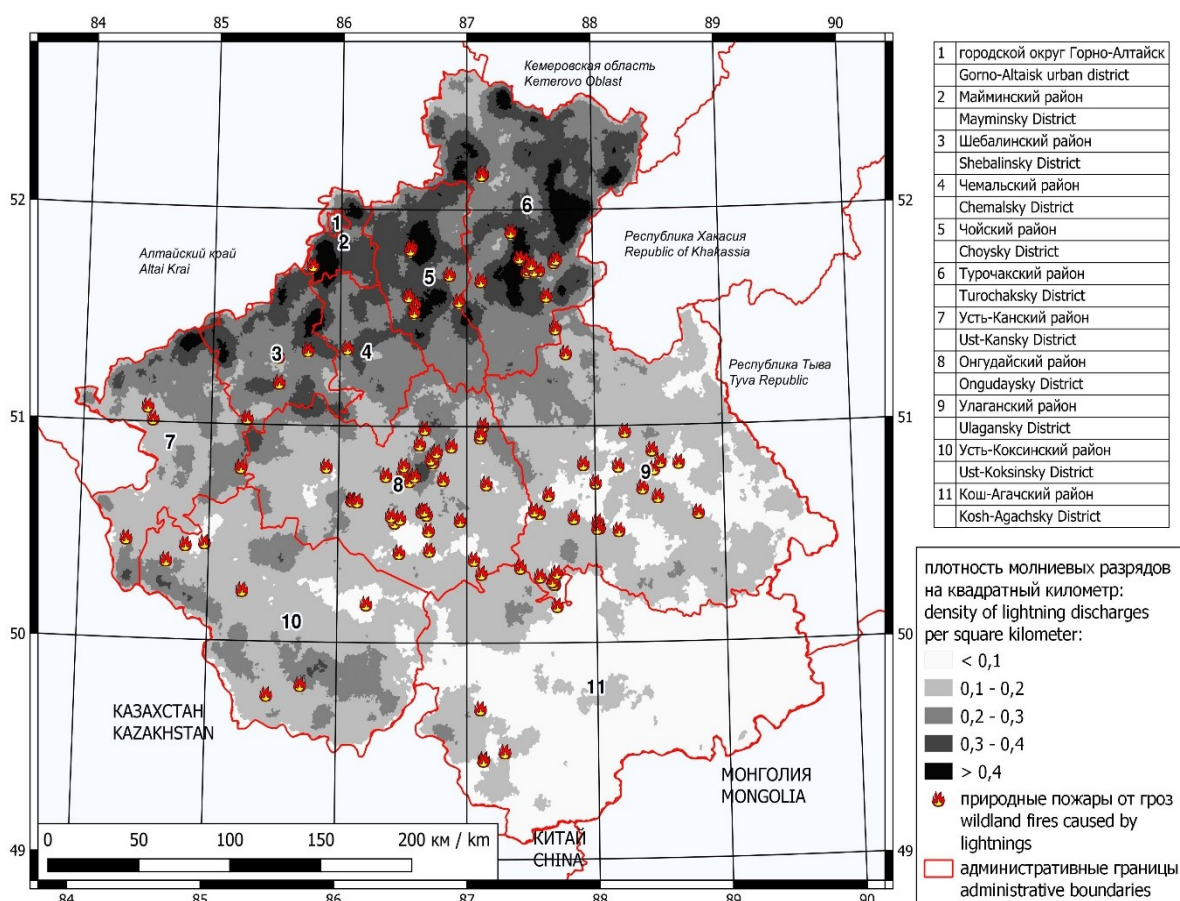 84 85 86 87 88 89 90
Кемеровская область
Kemerovo Oblast
52 52
Алтайский край
Altai Krai
Республика Хакасия
Republic of Khakassia
Республика Тыва
Tyva Republic
1
2
3
4
5
6
7
8
9
10
11
51 51
50 50
49 49
КАЗАХСТАН
KAZAKHSTAN
МОНГОЛИЯ
MONGOLIA
КИТАЙ
CHINA
0 50 100 150 200 км / km
84 85 86 87 88 89 90
1 городской округ Горно-Алтайск
Gorno-Altaisk urban district
2 Майминский район
Mayminsky District
3 Шебалинский район
Shebalinsky District
4 Чемальский район
Chemalsky District
5 Чойский район
Choysky District
6 Турочакский район
Turochaksky District
7 Усть-Канский район
Ust-Kansky District
8 Онгудайский район
Ongudaysky District
9 Улаганский район
Ulagansky District
10 Усть-Коксинский район
Ust-Koksinsky District
11 Кош-Агачский район
Kosh-Agachsky District
плотность молниевых разрядов
на квадратный километр:
density of lightning discharges
per square kilometer:
< 0,1
0,1 - 0,2
0,2 - 0,3
0,3 - 0,4
> 0,4
природные пожары от гроз
wildland fires caused by
lightnings
административные границы
administrative boundaries